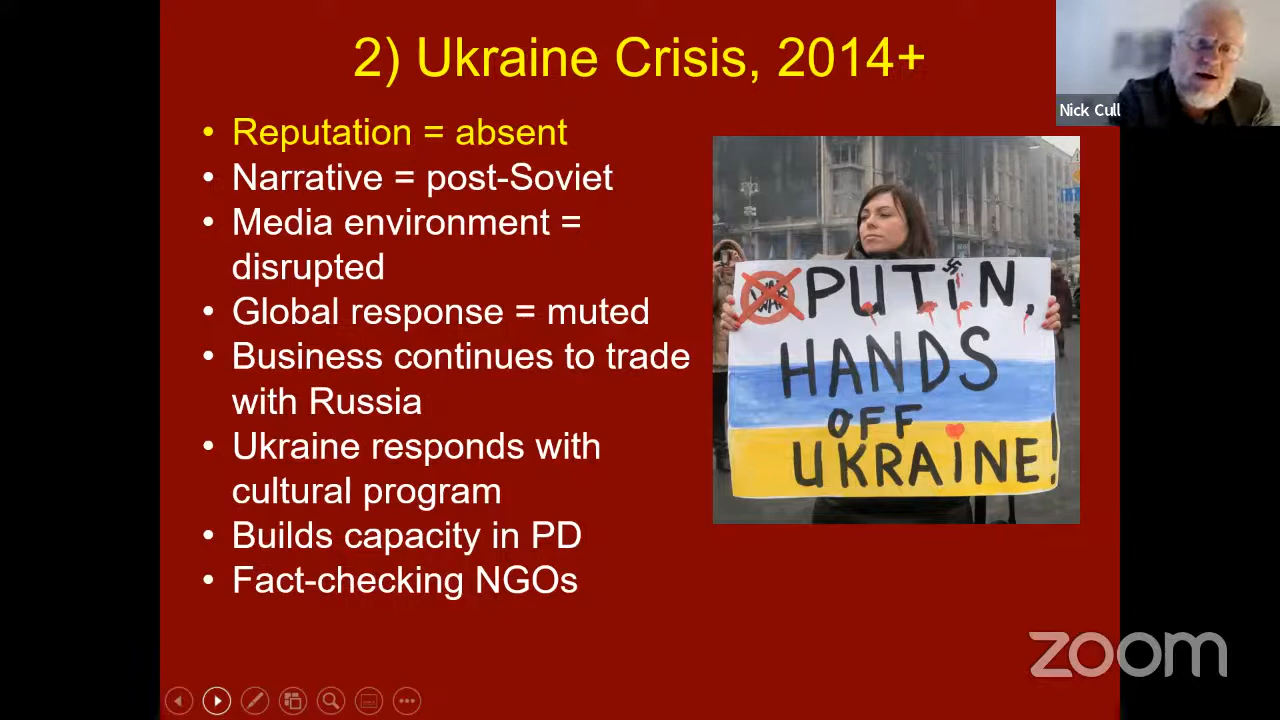 2) Ukraine Crisis, 2014+
Nick Cull
• Reputation = absent
• Narrative = post-Soviet
• Media environment =
disrupted
• Global response = muted
• Business continues to trade
with Russia
• Ukraine responds with
cultural program
• Builds capacity in PD
• Fact-checking NGOs
WAR
WAR
PUTiN,
HANDS
OFF
UKRAiNE!
zoom